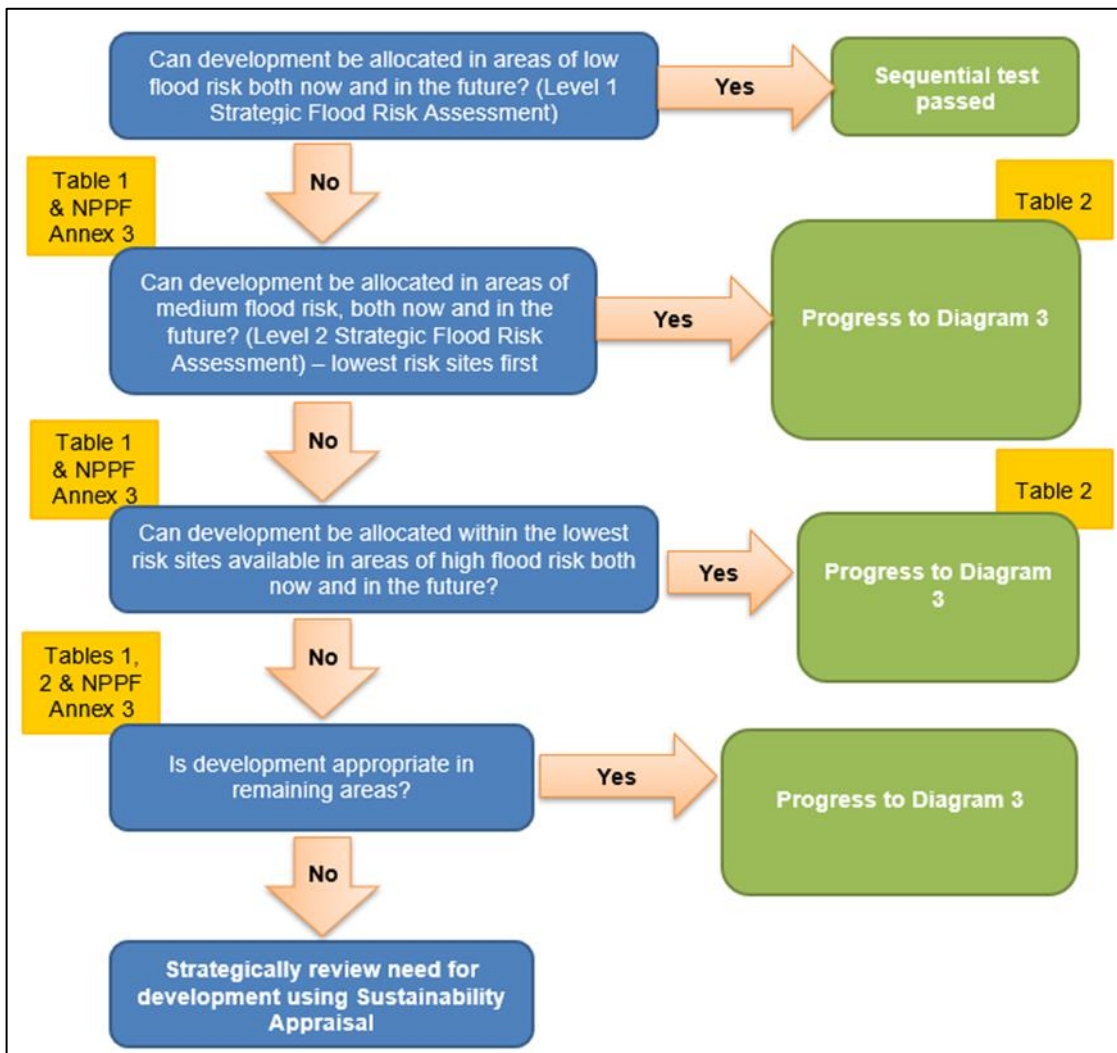 Can development be allocated in areas of low
flood risk both now and in the future? (Level 1
Strategic Flood Risk Assessment)
Yes
Sequential test
passed
No
Table 1
& NPPF
Annex 3
Table 2
Can development be allocated in areas of
medium flood risk, both now and in the
future? (Level 2 Strategic Flood Risk
Assessment) – lowest risk sites first
Yes
Progress to Diagram 3
No
Table 1
& NPPF
Annex 3
Table 2
Can development be allocated within the lowest
risk sites available in areas of high flood risk both
now and in the future?
Yes
Progress to Diagram
3
No
Tables 1,
2 & NPPF
Annex 3
Is development appropriate in
remaining areas?
Yes
Progress to Diagram 3
No
Strategically review need for
development using Sustainability
Appraisal